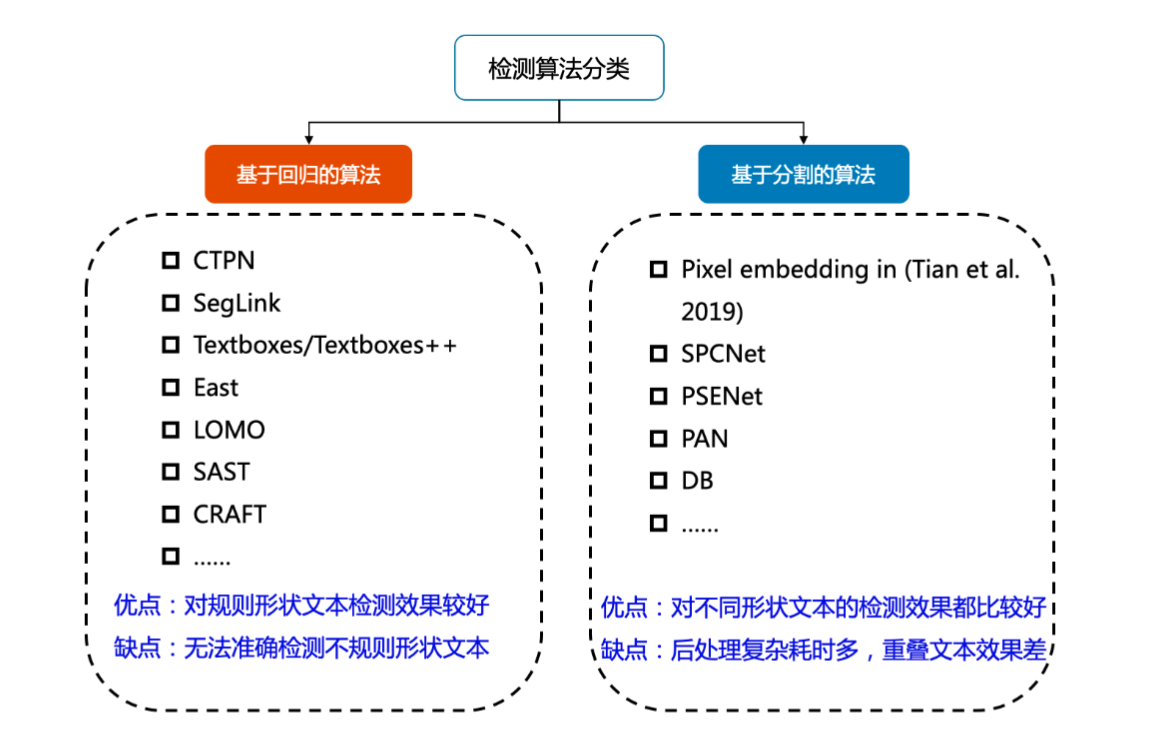 检测算法分类
基于回归的算法
CTPN
SegLink
Textboxes/Textboxes++
East
LOMO
SAST
CRAFT
......
优点：对规则形状文本检测效果较好
缺点：无法准确检测不规则形状文本
基于分割的算法
Pixel embedding in (Tian et al.
2019)
SPCNet
PSENet
PAN
DB
......
优点：对不同形状文本的检测效果都比较好
缺点：后处理复杂耗时多，重叠文本效果差